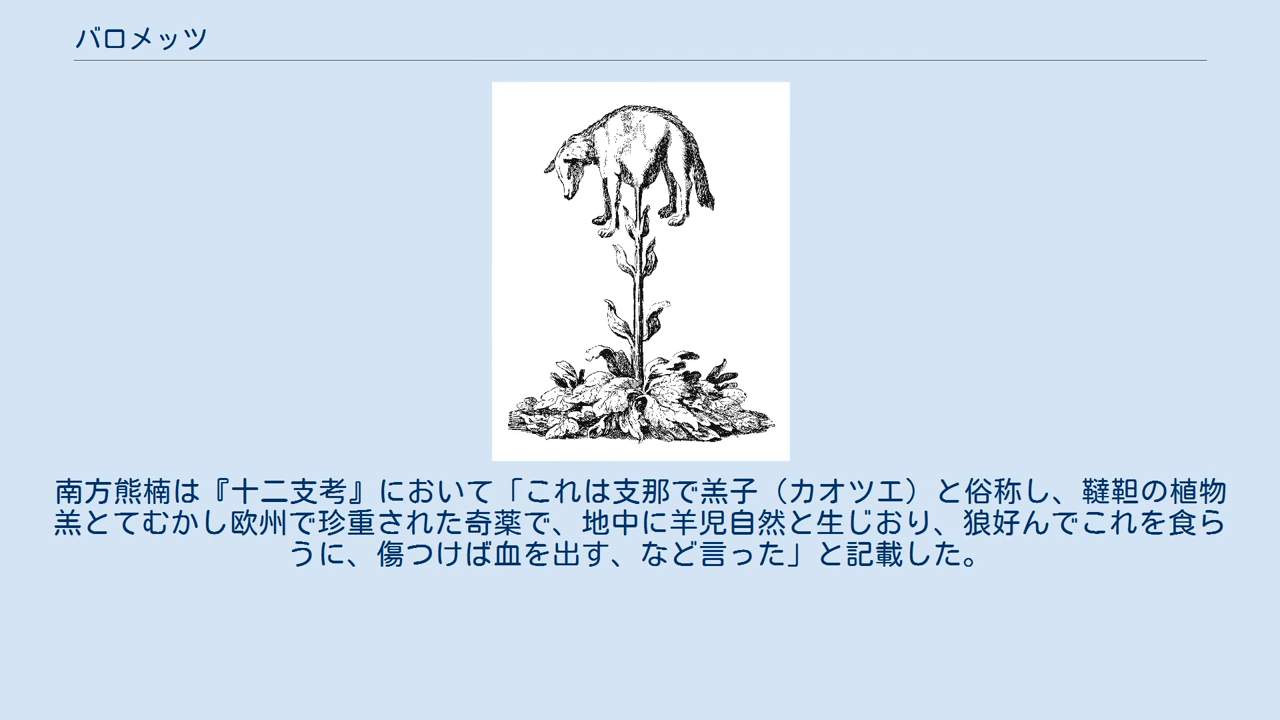 バロメッツ
南方熊楠は『十二支考』において「これは支那で羔子（カオツエ）と俗称し、韃靼の植物
羔とてむかし欧州で珍重された奇薬で、地中に羊児自然と生じおり、狼好んでこれを食ら
うに、傷つけば血を出す、など言った」と記載した。